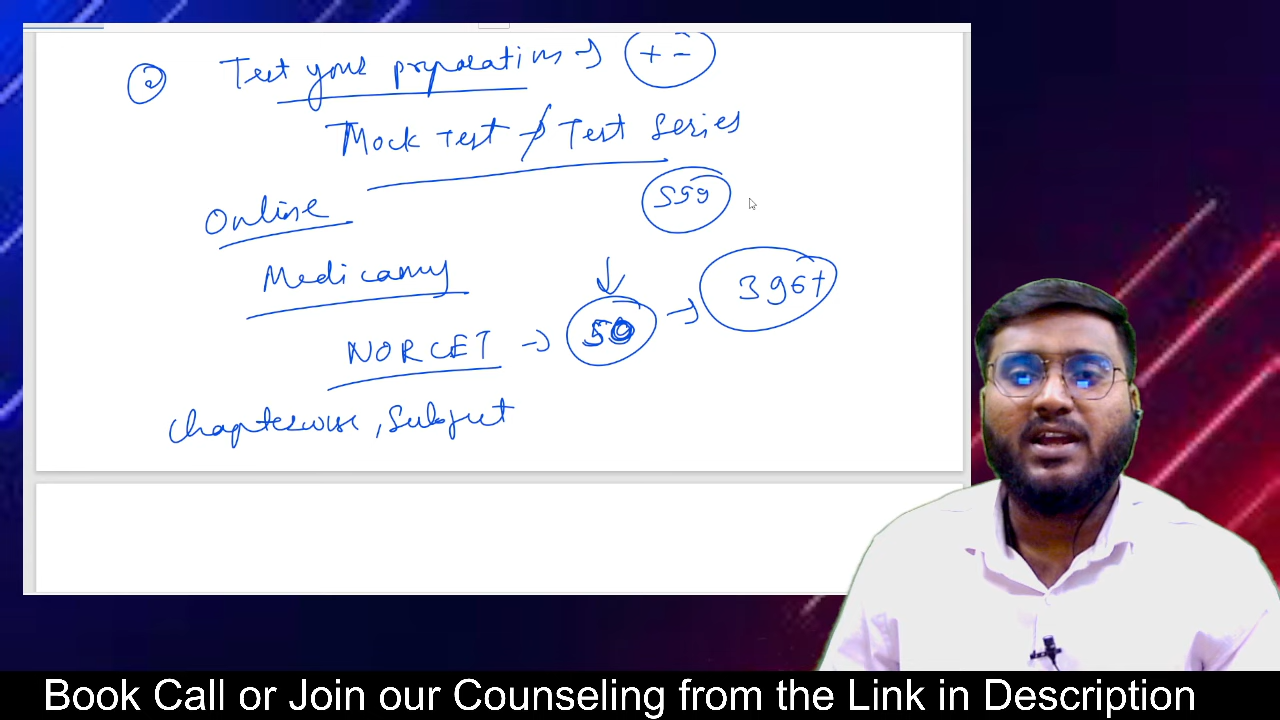 ② Test your preparation → + -
Mock Test / Test Series
Online
599
Medicamy
NORCET → 50 → 396+
Chapterwise, Subject
Book Call or Join our Counseling from the Link in Description